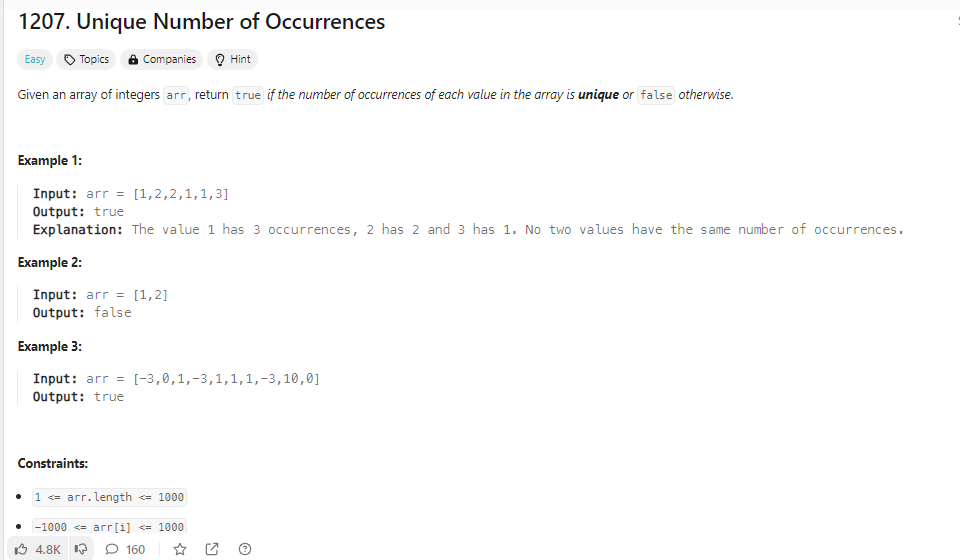 1207. Unique Number of Occurrences
Easy Topics Companies Hint
Given an array of integers arr, return true if the number of occurrences of each value in the array is unique or false otherwise.
Example 1:
Input: arr = [1,2,2,1,1,3]
Output: true
Explanation: The value 1 has 3 occurrences, 2 has 2 and 3 has 1. No two values have the same number of occurrences.
Example 2:
Input: arr = [1,2]
Output: false
Example 3:
Input: arr = [-3,0,1,-3,1,1,1,-3,10,0]
Output: true
Constraints:
• 1 <= arr.length <= 1000
• -1000 <= arr[i] <= 1000
4.8K 160